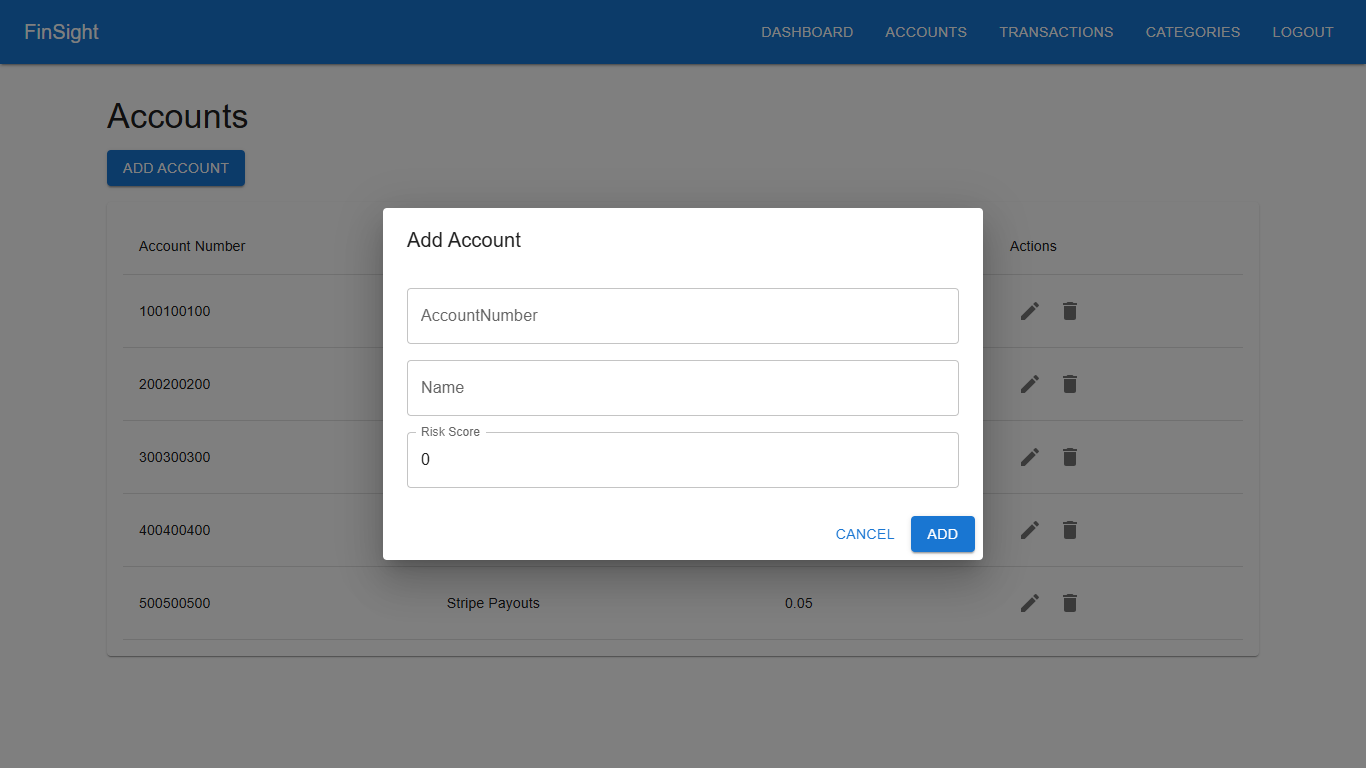 FinSight
DASHBOARD ACCOUNTS TRANSACTIONS CATEGORIES LOGOUT
Accounts
ADD ACCOUNT
Account Number Actions
100100100
200200200
300300300
400400400
500500500 Stripe Payouts 0.05
Add Account
AccountNumber
Name
Risk Score
0
CANCEL ADD